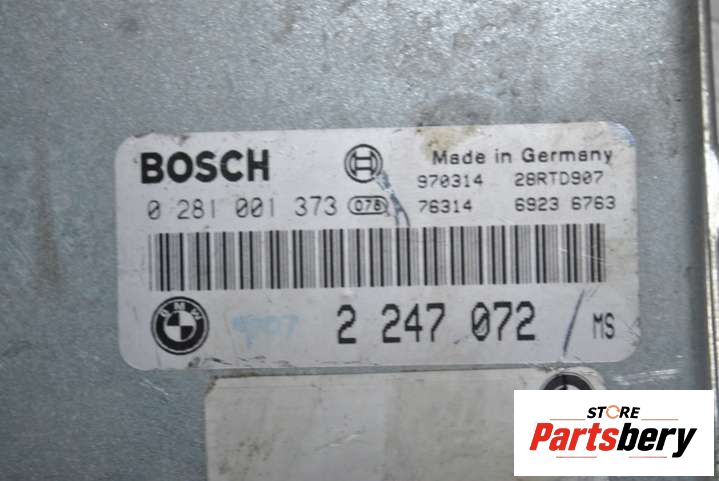 BOSCH
Made in Germany
970314 28RTD907
0 281 001 373 078 76314 6923 6763
BMW
2 247 072 / MS
STORE
Partsbery